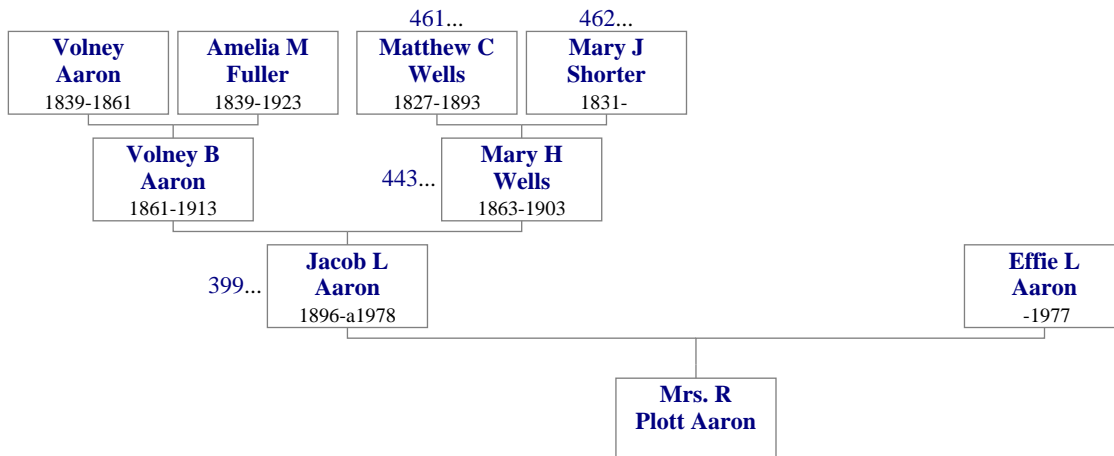 461...
462...
Volney
Aaron
1839-1861
Amelia M
Fuller
1839-1923
Matthew C
Wells
1827-1893
Mary J
Shorter
1831-
Volney B
Aaron
1861-1913
443...
Mary H
Wells
1863-1903
399...
Jacob L
Aaron
1896-a1978
Effie L
Aaron
-1977
Mrs. R
Plott Aaron